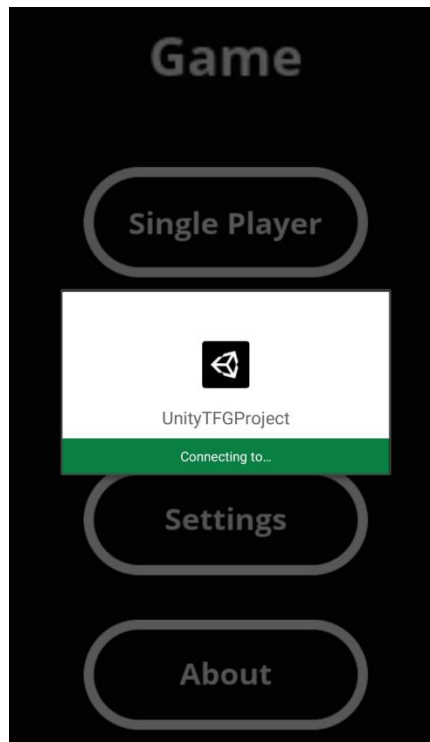 Game
Single Player
UnityTFGProject
Connecting to…
Settings
About